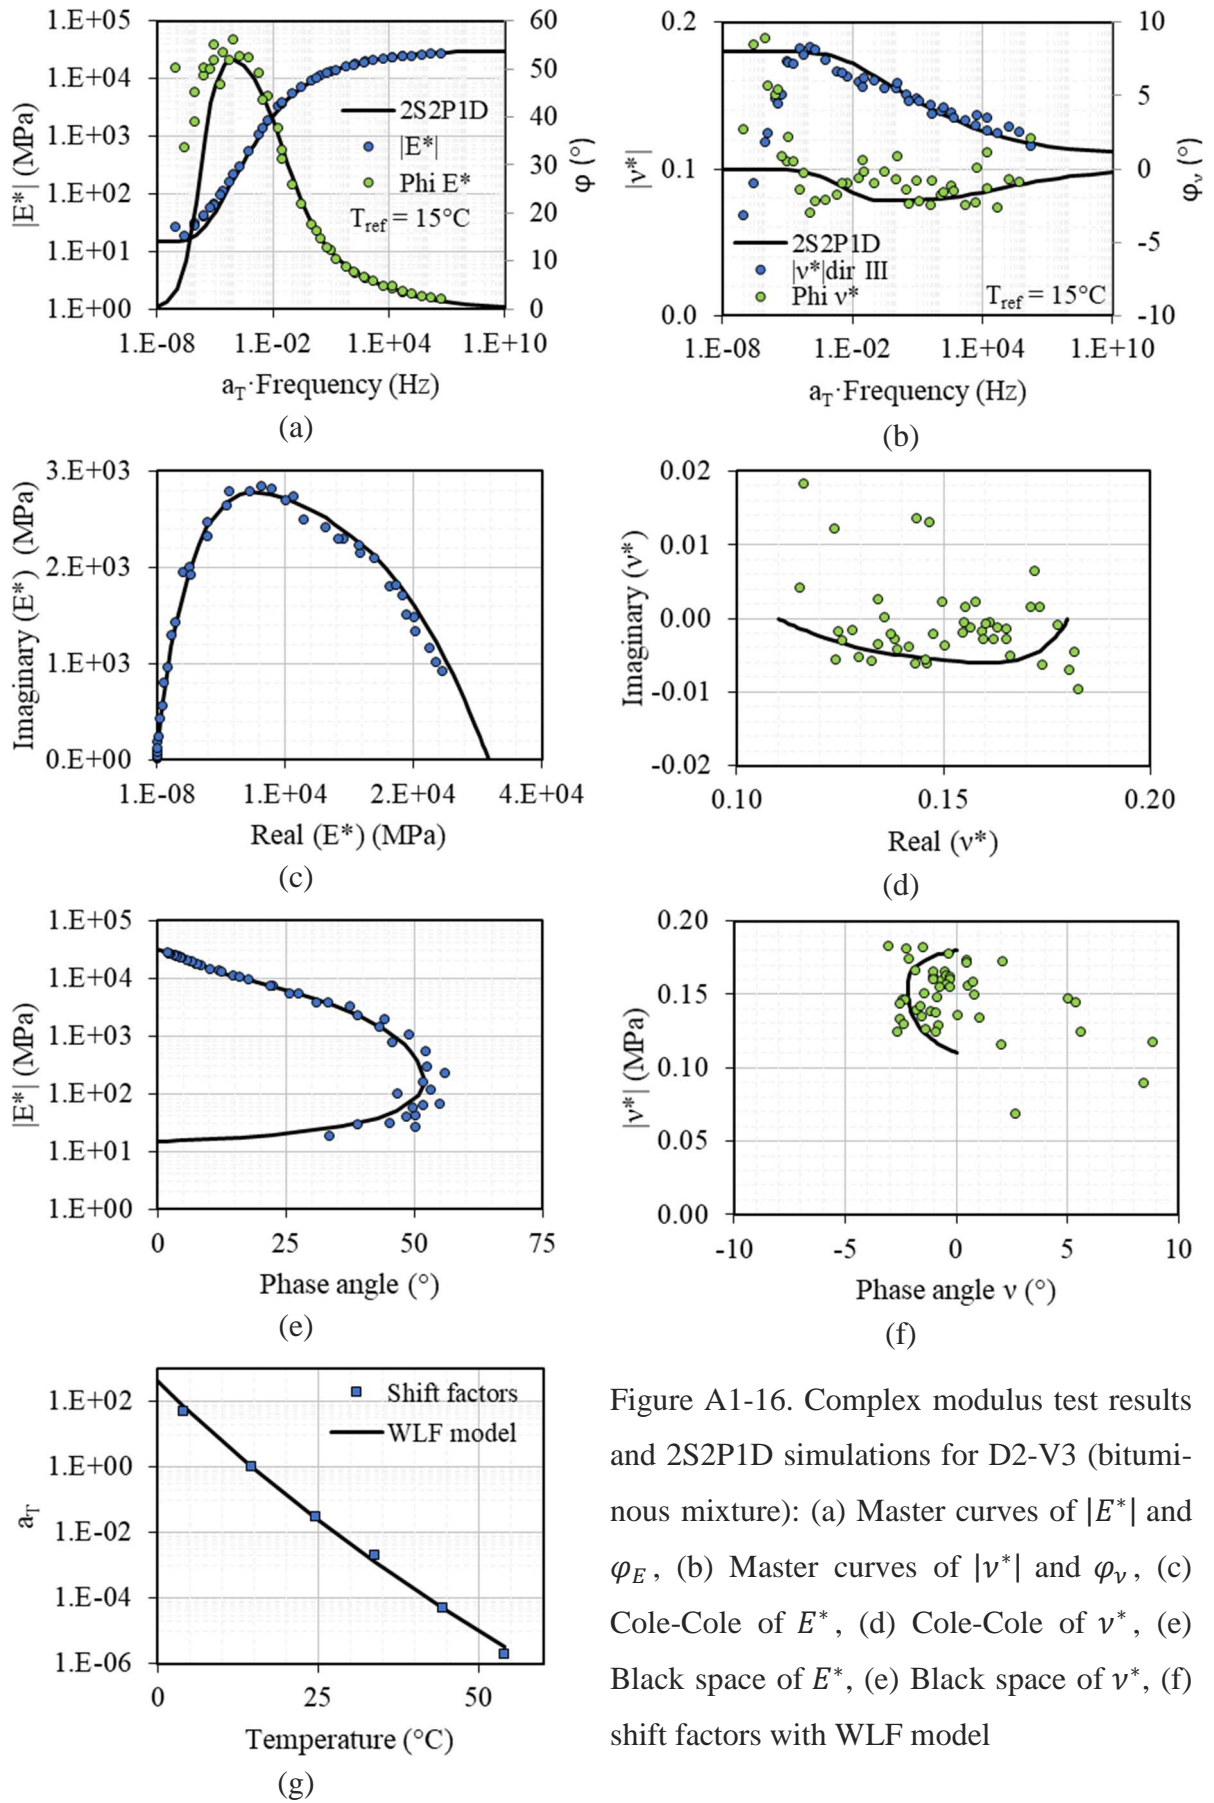 1.E+05
1.E+04
1.E+03
1.E+02
1.E+01
1.E+00
|E*| (MPa)
60
50
40
30
20
10
0
φ (°)
2S2P1D
|E*|
Phi E*
T_ref = 15°C
1.E-08 1.E-02 1.E+04 1.E+10
a_T·Frequency (Hz)
(a)
0.2
0.1
0.0
|ν*|
10
5
0
-5
-10
φ_ν (°)
2S2P1D
|ν*|dir III
Phi ν*
T_ref = 15°C
1.E-08 1.E-02 1.E+04 1.E+10
a_T·Frequency (Hz)
(b)
3.E+03
2.E+03
1.E+03
0.E+00
Imaginary (E*) (MPa)
1.E-08 1.E+04 2.E+04 4.E+04
Real (E*) (MPa)
(c)
0.02
0.01
0.00
-0.01
-0.02
Imaginary (ν*)
0.10 0.15 0.20
Real (ν*)
(d)
1.E+05
1.E+04
1.E+03
1.E+02
1.E+01
1.E+00
|E*| (MPa)
0 25 50 75
Phase angle (°)
(e)
0.20
0.15
0.10
0.05
0.00
|ν*| (MPa)
-10 -5 0 5 10
Phase angle ν (°)
(f)
1.E+02
1.E+00
1.E-02
1.E-04
1.E-06
a_T
Shift factors
WLF model
0 25 50
Temperature (°C)
(g)
Figure A1-16. Complex modulus test results
and 2S2P1D simulations for D2-V3 (bitumi-
nous mixture): (a) Master curves of |E*| and
φ_E, (b) Master curves of |ν*| and φ_ν, (c)
Cole-Cole of E*, (d) Cole-Cole of ν*, (e)
Black space of E*, (e) Black space of ν*, (f)
shift factors with WLF model